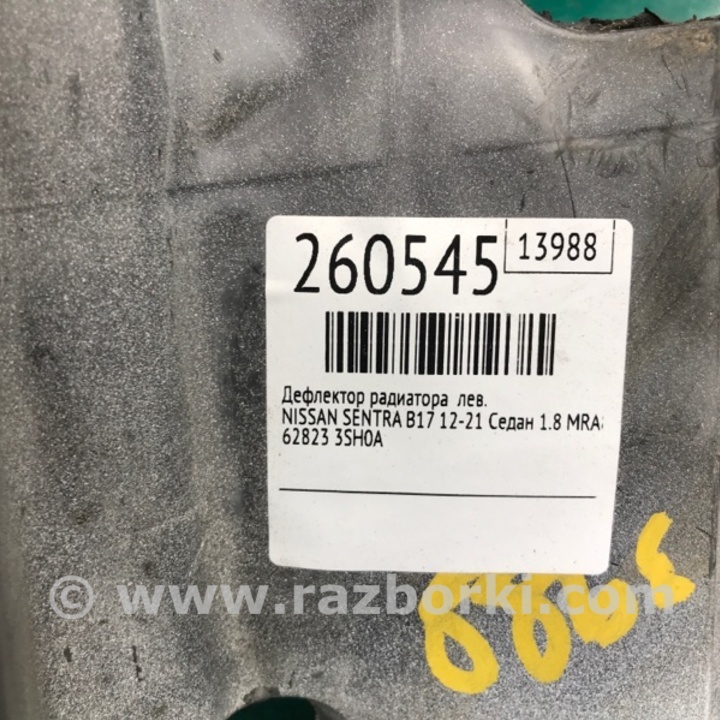 260545
13988
Дефлектор радиатора лев.
NISSAN SENTRA B17 12-21 Седан 1.8 MRA
62823 3SH0A
© www.razborki.com